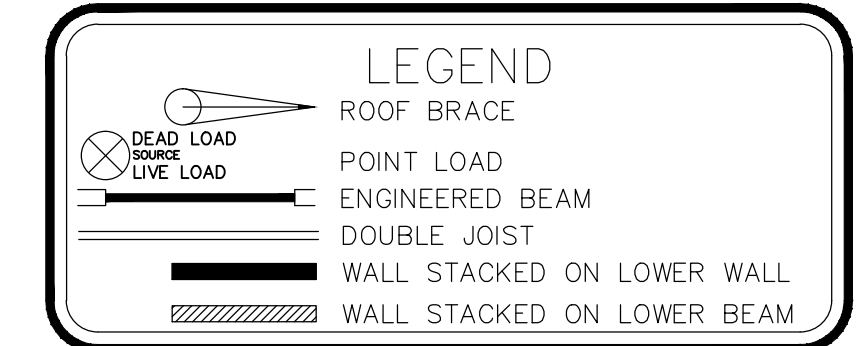 LEGEND
ROOF BRACE
DEAD LOAD
SOURCE
LIVE LOAD
POINT LOAD
ENGINEERED BEAM
DOUBLE JOIST
WALL STACKED ON LOWER WALL
WALL STACKED ON LOWER BEAM